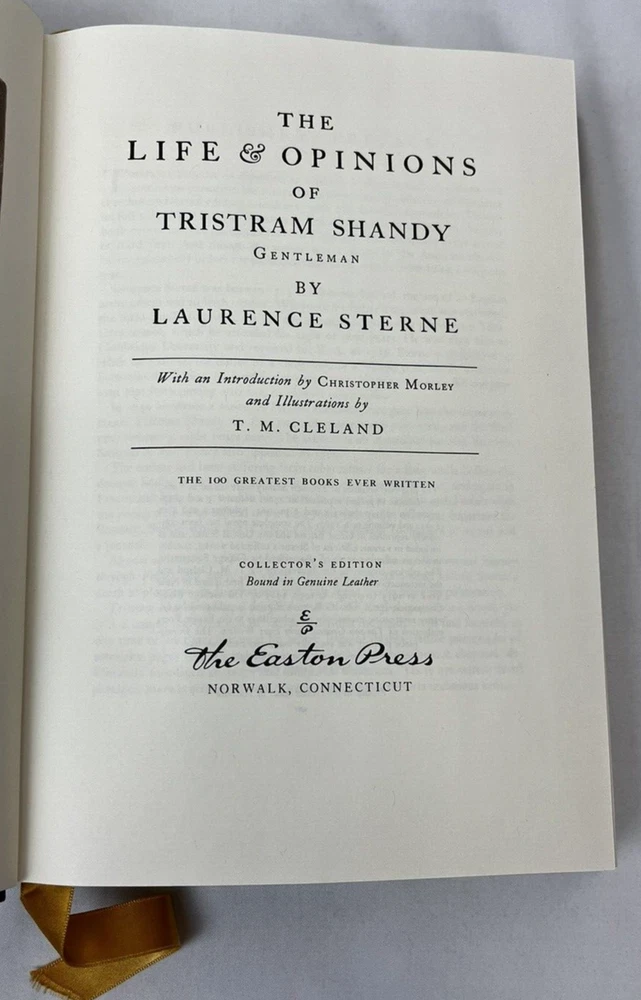 THE
LIFE & OPINIONS
OF
TRISTRAM SHANDY
GENTLEMAN
BY
LAURENCE STERNE
With an Introduction by CHRISTOPHER MORLEY
and Illustrations by
T. M. CLELAND
THE 100 GREATEST BOOKS EVER WRITTEN
COLLECTOR'S EDITION
Bound in Genuine Leather
E
P
The Easton Press
NORWALK, CONNECTICUT